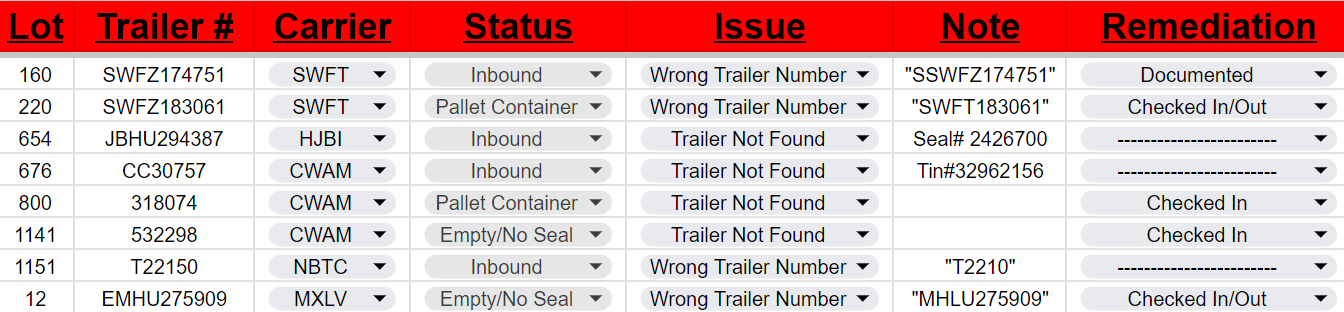 Lot Trailer # Carrier Status Issue Note Remediation
160 SWFZ174751 SWFT Inbound Wrong Trailer Number "SSWFZ174751" Documented
220 SWFZ183061 SWFT Pallet Container Wrong Trailer Number "SWFT183061" Checked In/Out
654 JBHU294387 HJBI Inbound Trailer Not Found Seal# 2426700 ------------------------
676 CC30757 CWAM Inbound Trailer Not Found Tin#32962156 ------------------------
800 318074 CWAM Pallet Container Trailer Not Found Checked In
1141 532298 CWAM Empty/No Seal Trailer Not Found Checked In
1151 T22150 NBTC Inbound Wrong Trailer Number "T2210" ------------------------
12 EMHU275909 MXLV Empty/No Seal Wrong Trailer Number "MHLU275909" Checked In/Out